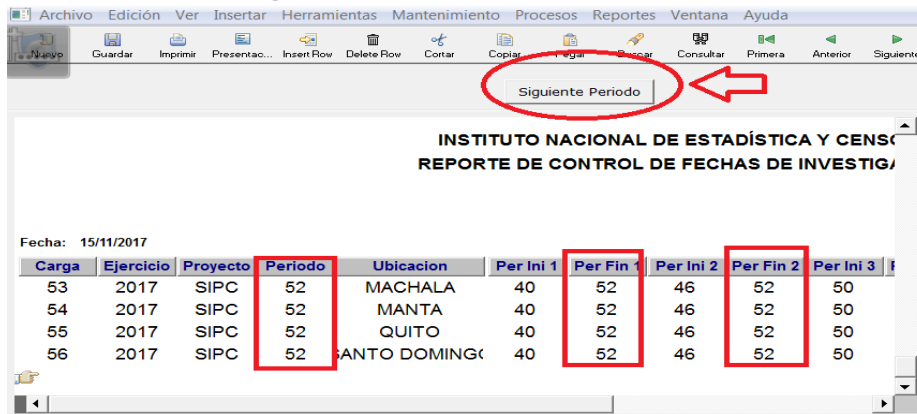 Archivo Edición Ver Insertar Herramientas Mantenimiento Procesos Reportes Ventana Ayuda
Nuevo Guardar Imprimir Presentac... Insert Row Delete Row Cortar Copiar Pegar Buscar Consultar Primera Anterior Siguiente
Siguiente Periodo
INSTITUTO NACIONAL DE ESTADÍSTICA Y CENSO
REPORTE DE CONTROL DE FECHAS DE INVESTIGA
Fecha: 15/11/2017
Carga Ejercicio Proyecto Periodo Ubicacion Per Ini 1 Per Fin 1 Per Ini 2 Per Fin 2 Per Ini 3
53 2017 SIPC 52 MACHALA 40 52 46 52 50
54 2017 SIPC 52 MANTA 40 52 46 52 50
55 2017 SIPC 52 QUITO 40 52 46 52 50
56 2017 SIPC 52 SANTO DOMINGO 40 52 46 52 50